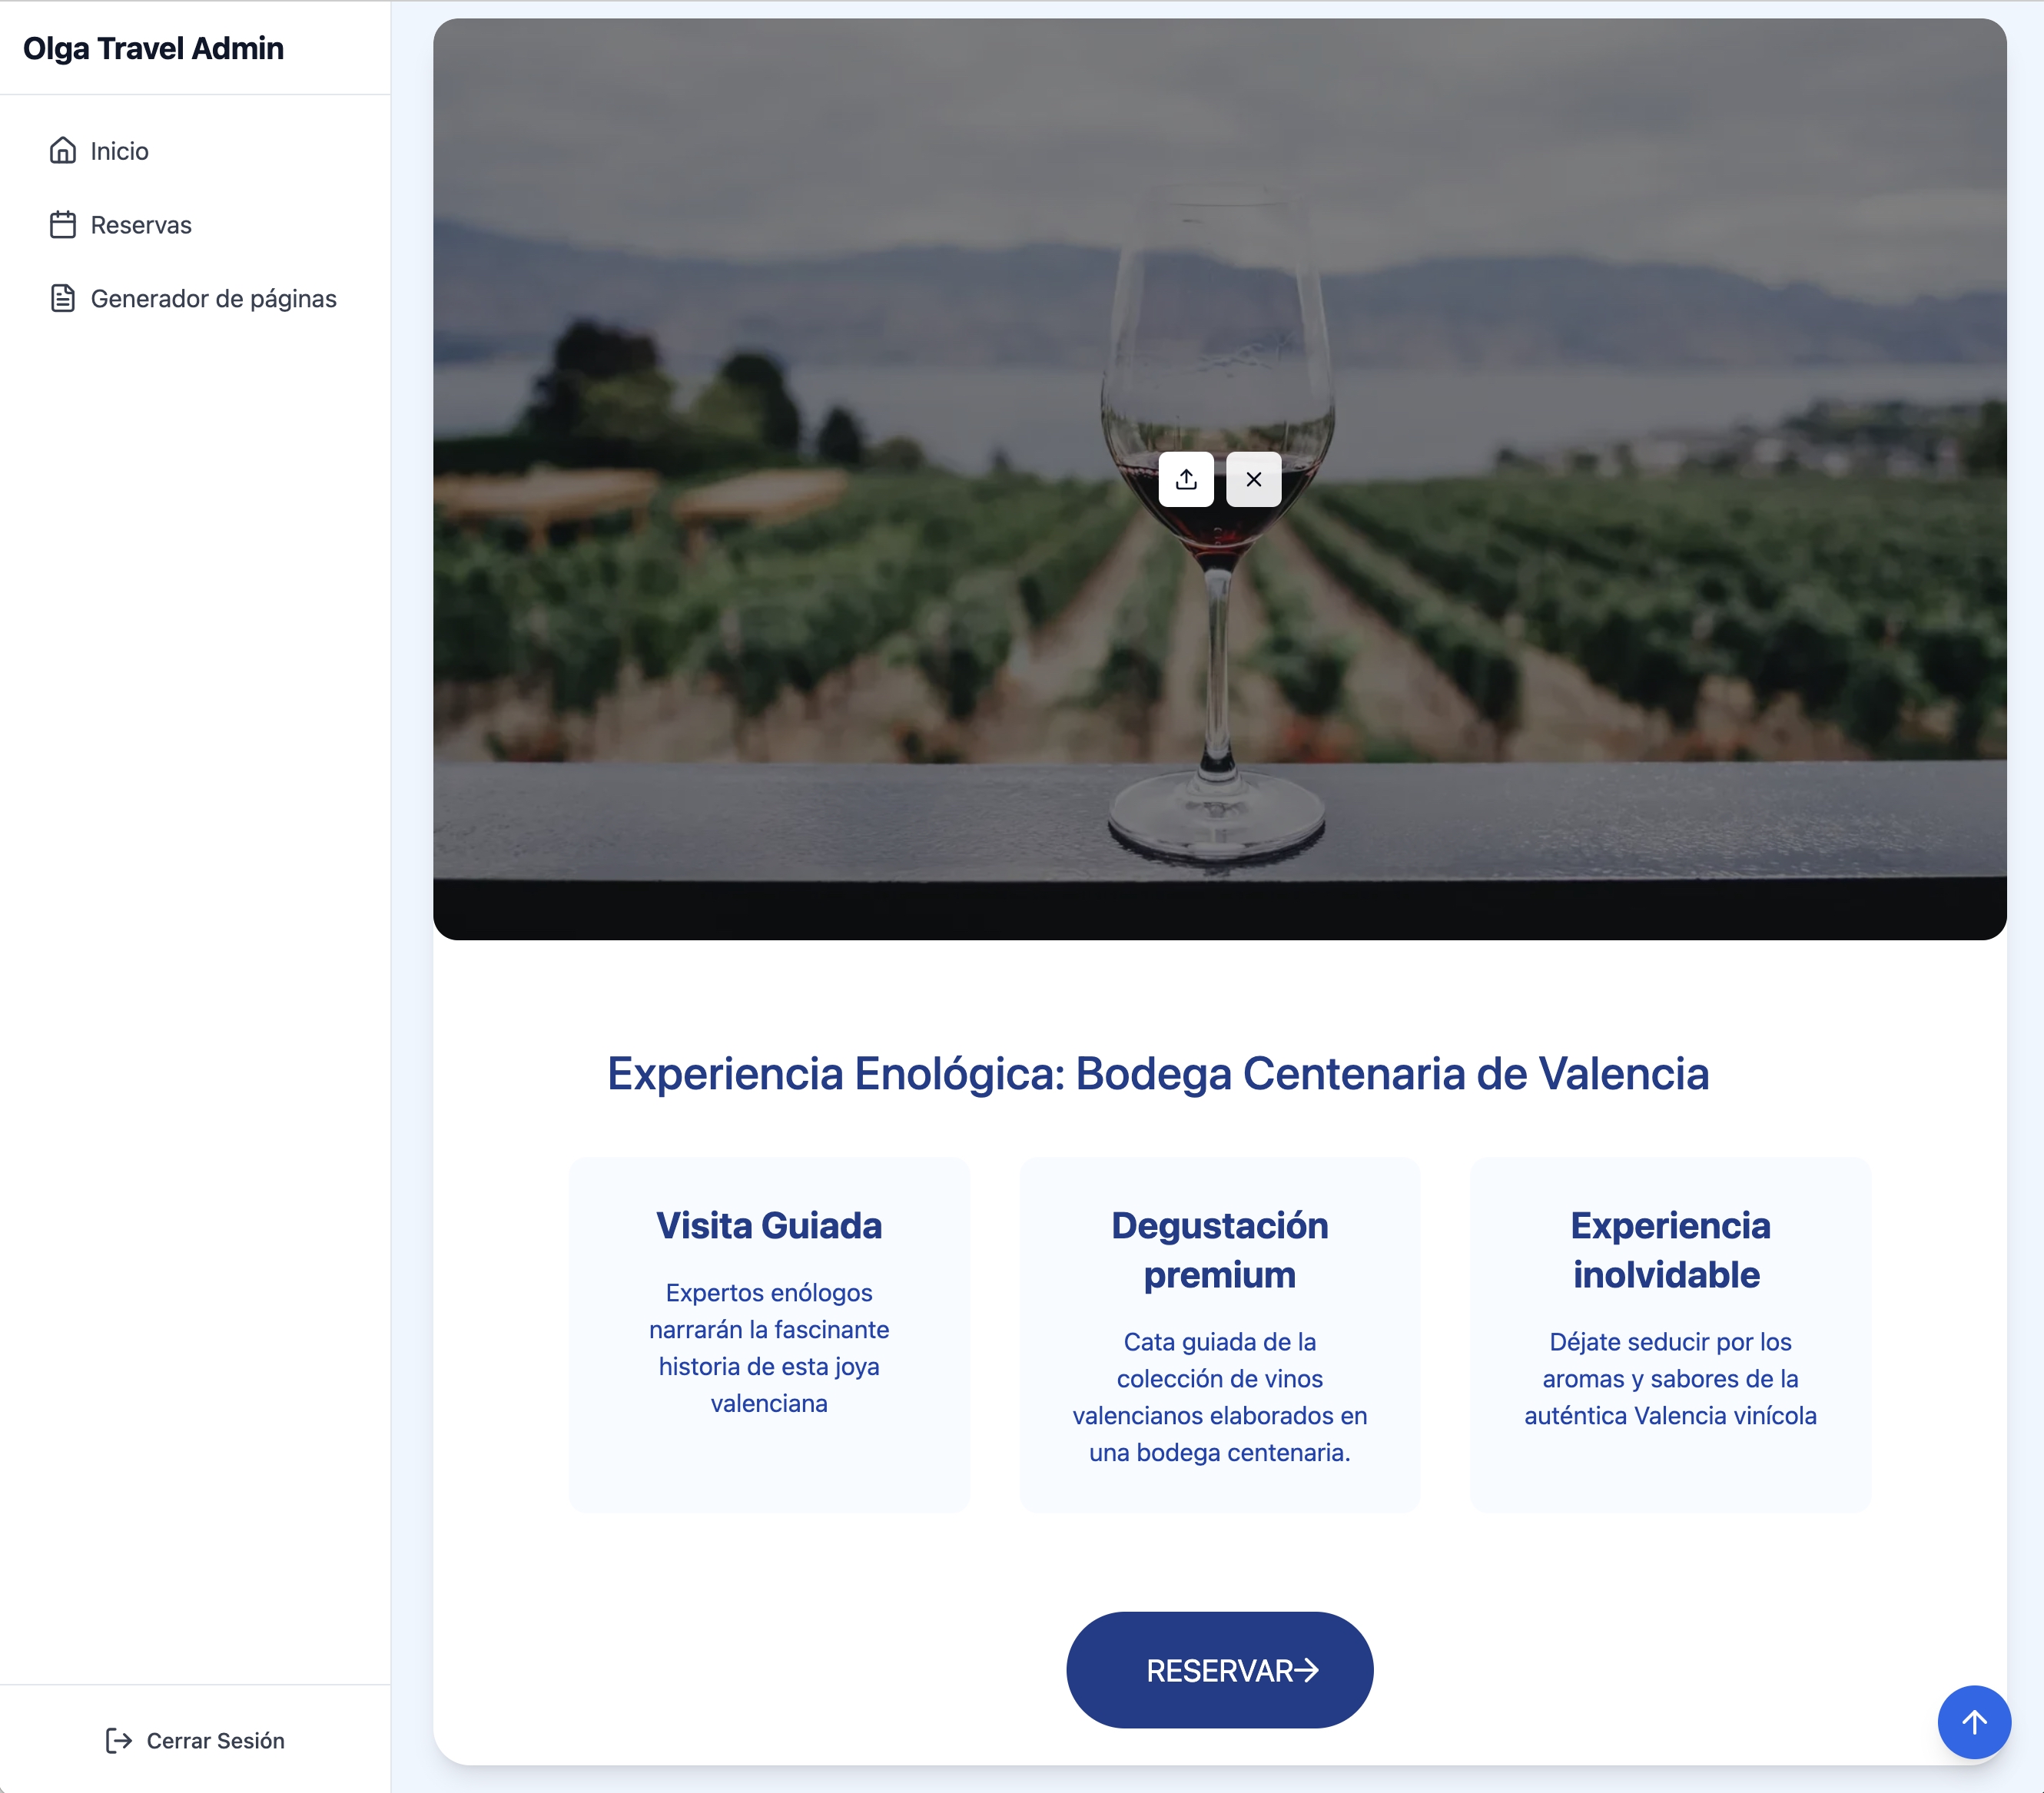 Olga Travel Admin
Inicio
Reservas
Generador de páginas
Cerrar Sesión
Experiencia Enológica: Bodega Centenaria de Valencia
Visita Guiada
Expertos enólogos
narrarán la fascinante
historia de esta joya
valenciana
Degustación
premium
Cata guiada de la
colección de vinos
valencianos elaborados en
una bodega centenaria.
Experiencia
inolvidable
Déjate seducir por los
aromas y sabores de la
auténtica Valencia vinícola
RESERVAR→